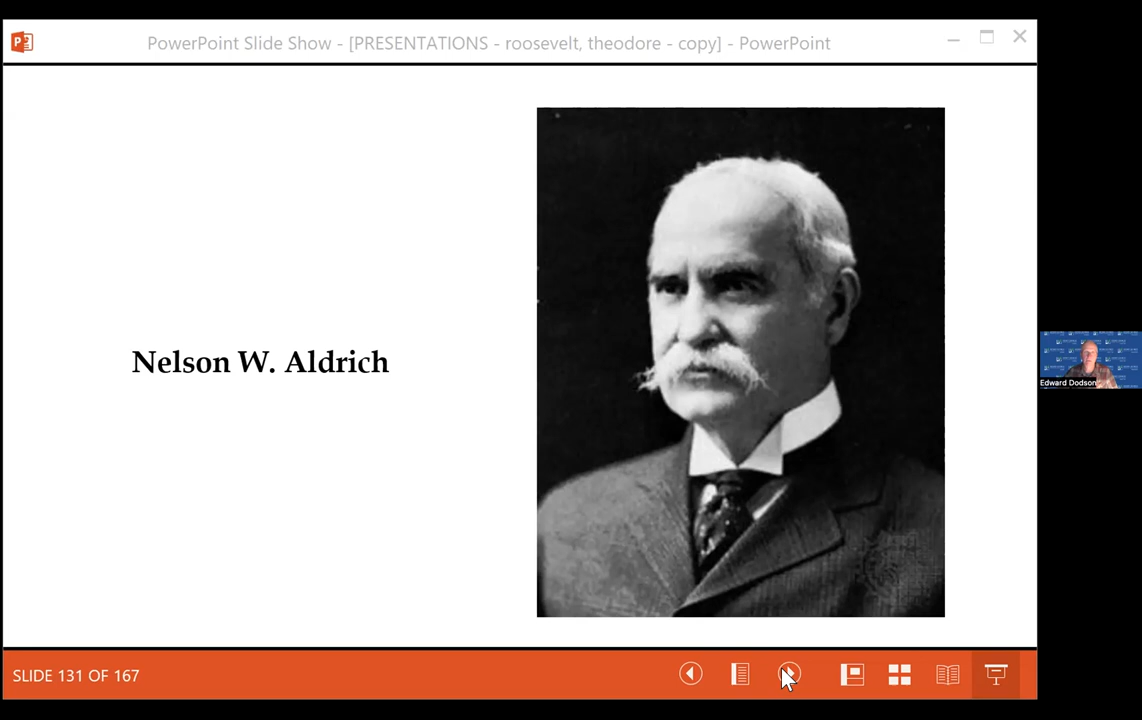 PowerPoint Slide Show - [PRESENTATIONS - roosevelt, theodore - copy] - PowerPoint
Nelson W. Aldrich
Edward Dodson
SLIDE 131 OF 167